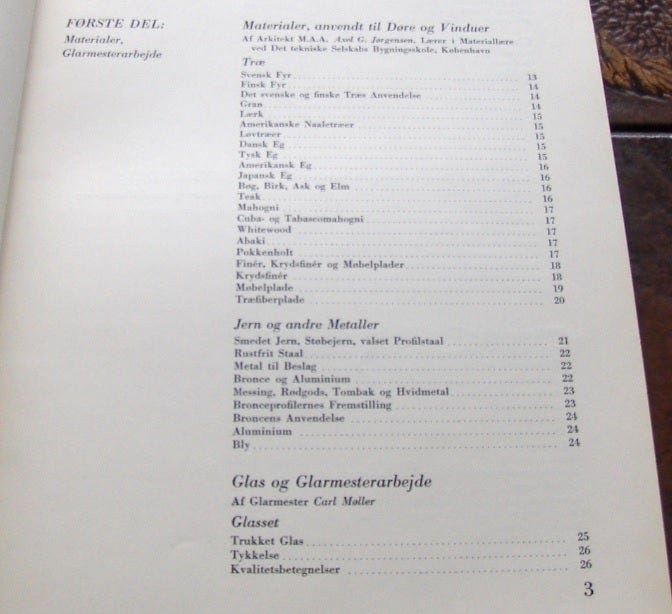 FØRSTE DEL:
Materialer,
Glarmesterarbejde
Materialer, anvendt til Døre og Vinduer
Af Arkitekt M.A.A. Axel G. Jørgensen, Lærer i Materiallære
ved Det tekniske Selskabs Bygningsskole, København
Træ
Svensk Fyr 13
Finsk Fyr 14
Det svenske og finske Træs Anvendelse 14
Gran 14
Lærk 15
Amerikanske Naaletræer 15
Løvtræer 15
Dansk Eg 15
Tysk Eg 15
Amerikansk Eg 16
Japansk Eg 16
Bøg, Birk, Ask og Elm 16
Teak 16
Mahogni 17
Cuba- og Tabascomahogni 17
Whitewood 17
Abaki 17
Pokkenholt 17
Finér, Krydsfinér og Møbelplader 18
Krydsfinér 18
Møbelplade 19
Træfiberplade 20
Jern og andre Metaller
Smedet Jern, Støbejern, valset Profilstaal 21
Rustfrit Staal 22
Metal til Beslag 22
Bronce og Aluminium 22
Messing, Rødgods, Tombak og Hvidmetal 23
Bronceprofilernes Fremstilling 23
Broncens Anvendelse 24
Aluminium 24
Bly 24
Glas og Glarmesterarbejde
Af Glarmester Carl Møller
Glasset
Trukket Glas 25
Tykkelse 26
Kvalitetsbetegnelser 26
3